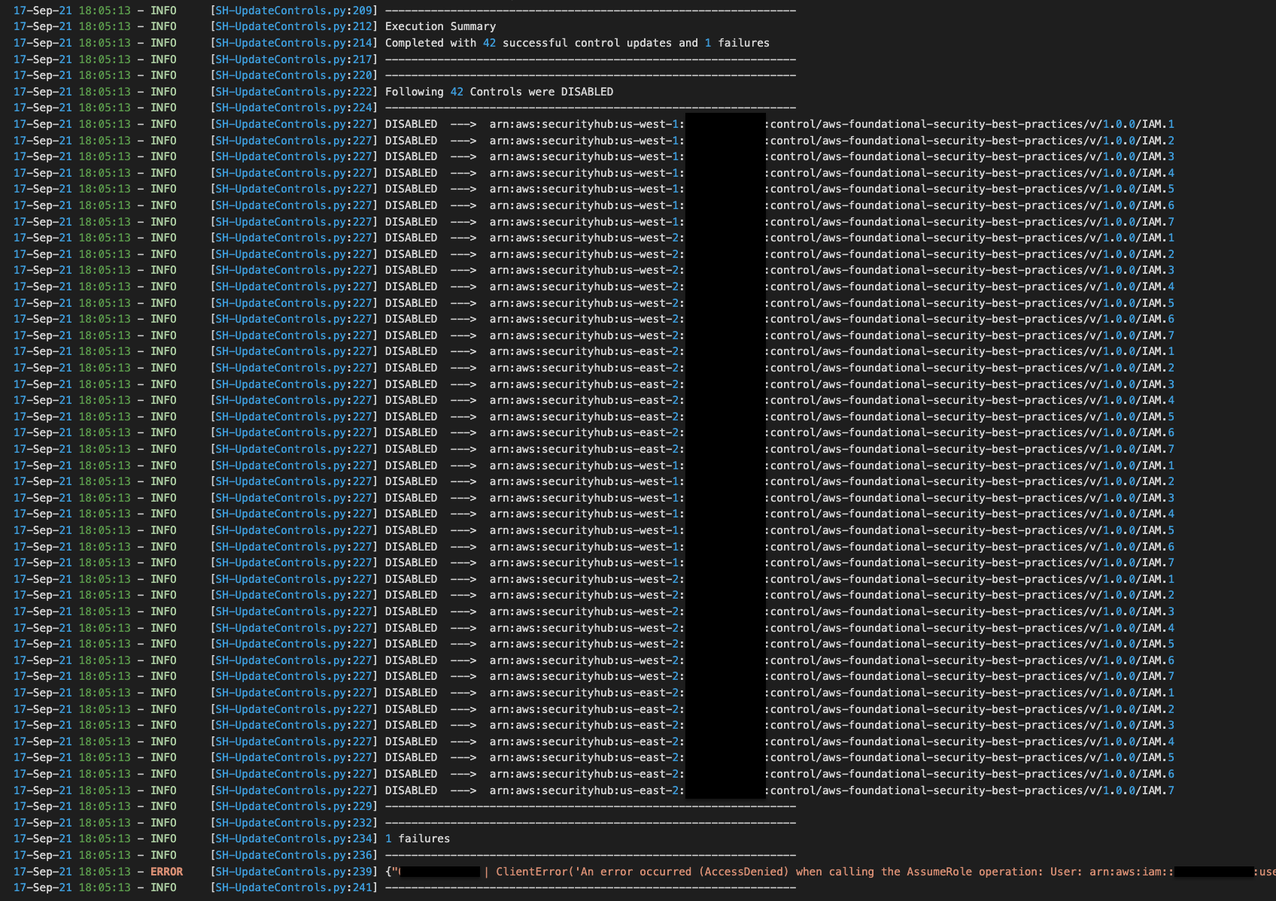 17-Sep-21 18:05:13 - INFO [SH-UpdateControls.py:209] ---------------------------------------------------------------
17-Sep-21 18:05:13 - INFO [SH-UpdateControls.py:212] Execution Summary
17-Sep-21 18:05:13 - INFO [SH-UpdateControls.py:214] Completed with 42 successful control updates and 1 failures
17-Sep-21 18:05:13 - INFO [SH-UpdateControls.py:217] ---------------------------------------------------------------
17-Sep-21 18:05:13 - INFO [SH-UpdateControls.py:220] ---------------------------------------------------------------
17-Sep-21 18:05:13 - INFO [SH-UpdateControls.py:222] Following 42 Controls were DISABLED
17-Sep-21 18:05:13 - INFO [SH-UpdateControls.py:224] ---------------------------------------------------------------
17-Sep-21 18:05:13 - INFO [SH-UpdateControls.py:227] DISABLED ---> arn:aws:securityhub:us-west-1: :control/aws-foundational-security-best-practices/v/1.0.0/IAM.1
17-Sep-21 18:05:13 - INFO [SH-UpdateControls.py:227] DISABLED ---> arn:aws:securityhub:us-west-1: :control/aws-foundational-security-best-practices/v/1.0.0/IAM.2
17-Sep-21 18:05:13 - INFO [SH-UpdateControls.py:227] DISABLED ---> arn:aws:securityhub:us-west-1: :control/aws-foundational-security-best-practices/v/1.0.0/IAM.3
17-Sep-21 18:05:13 - INFO [SH-UpdateControls.py:227] DISABLED ---> arn:aws:securityhub:us-west-1: :control/aws-foundational-security-best-practices/v/1.0.0/IAM.4
17-Sep-21 18:05:13 - INFO [SH-UpdateControls.py:227] DISABLED ---> arn:aws:securityhub:us-west-1: :control/aws-foundational-security-best-practices/v/1.0.0/IAM.5
17-Sep-21 18:05:13 - INFO [SH-UpdateControls.py:227] DISABLED ---> arn:aws:securityhub:us-west-1: :control/aws-foundational-security-best-practices/v/1.0.0/IAM.6
17-Sep-21 18:05:13 - INFO [SH-UpdateControls.py:227] DISABLED ---> arn:aws:securityhub:us-west-1: :control/aws-foundational-security-best-practices/v/1.0.0/IAM.7
17-Sep-21 18:05:13 - INFO [SH-UpdateControls.py:227] DISABLED ---> arn:aws:securityhub:us-west-2: :control/aws-foundational-security-best-practices/v/1.0.0/IAM.1
17-Sep-21 18:05:13 - INFO [SH-UpdateControls.py:227] DISABLED ---> arn:aws:securityhub:us-west-2: :control/aws-foundational-security-best-practices/v/1.0.0/IAM.2
17-Sep-21 18:05:13 - INFO [SH-UpdateControls.py:227] DISABLED ---> arn:aws:securityhub:us-west-2: :control/aws-foundational-security-best-practices/v/1.0.0/IAM.3
17-Sep-21 18:05:13 - INFO [SH-UpdateControls.py:227] DISABLED ---> arn:aws:securityhub:us-west-2: :control/aws-foundational-security-best-practices/v/1.0.0/IAM.4
17-Sep-21 18:05:13 - INFO [SH-UpdateControls.py:227] DISABLED ---> arn:aws:securityhub:us-west-2: :control/aws-foundational-security-best-practices/v/1.0.0/IAM.5
17-Sep-21 18:05:13 - INFO [SH-UpdateControls.py:227] DISABLED ---> arn:aws:securityhub:us-west-2: :control/aws-foundational-security-best-practices/v/1.0.0/IAM.6
17-Sep-21 18:05:13 - INFO [SH-UpdateControls.py:227] DISABLED ---> arn:aws:securityhub:us-west-2: :control/aws-foundational-security-best-practices/v/1.0.0/IAM.7
17-Sep-21 18:05:13 - INFO [SH-UpdateControls.py:227] DISABLED ---> arn:aws:securityhub:us-east-2: :control/aws-foundational-security-best-practices/v/1.0.0/IAM.1
17-Sep-21 18:05:13 - INFO [SH-UpdateControls.py:227] DISABLED ---> arn:aws:securityhub:us-east-2: :control/aws-foundational-security-best-practices/v/1.0.0/IAM.2
17-Sep-21 18:05:13 - INFO [SH-UpdateControls.py:227] DISABLED ---> arn:aws:securityhub:us-east-2: :control/aws-foundational-security-best-practices/v/1.0.0/IAM.3
17-Sep-21 18:05:13 - INFO [SH-UpdateControls.py:227] DISABLED ---> arn:aws:securityhub:us-east-2: :control/aws-foundational-security-best-practices/v/1.0.0/IAM.4
17-Sep-21 18:05:13 - INFO [SH-UpdateControls.py:227] DISABLED ---> arn:aws:securityhub:us-east-2: :control/aws-foundational-security-best-practices/v/1.0.0/IAM.5
17-Sep-21 18:05:13 - INFO [SH-UpdateControls.py:227] DISABLED ---> arn:aws:securityhub:us-east-2: :control/aws-foundational-security-best-practices/v/1.0.0/IAM.6
17-Sep-21 18:05:13 - INFO [SH-UpdateControls.py:227] DISABLED ---> arn:aws:securityhub:us-east-2: :control/aws-foundational-security-best-practices/v/1.0.0/IAM.7
17-Sep-21 18:05:13 - INFO [SH-UpdateControls.py:227] DISABLED ---> arn:aws:securityhub:us-west-1: :control/aws-foundational-security-best-practices/v/1.0.0/IAM.1
17-Sep-21 18:05:13 - INFO [SH-UpdateControls.py:227] DISABLED ---> arn:aws:securityhub:us-west-1: :control/aws-foundational-security-best-practices/v/1.0.0/IAM.2
17-Sep-21 18:05:13 - INFO [SH-UpdateControls.py:227] DISABLED ---> arn:aws:securityhub:us-west-1: :control/aws-foundational-security-best-practices/v/1.0.0/IAM.3
17-Sep-21 18:05:13 - INFO [SH-UpdateControls.py:227] DISABLED ---> arn:aws:securityhub:us-west-1: :control/aws-foundational-security-best-practices/v/1.0.0/IAM.4
17-Sep-21 18:05:13 - INFO [SH-UpdateControls.py:227] DISABLED ---> arn:aws:securityhub:us-west-1: :control/aws-foundational-security-best-practices/v/1.0.0/IAM.5
17-Sep-21 18:05:13 - INFO [SH-UpdateControls.py:227] DISABLED ---> arn:aws:securityhub:us-west-1: :control/aws-foundational-security-best-practices/v/1.0.0/IAM.6
17-Sep-21 18:05:13 - INFO [SH-UpdateControls.py:227] DISABLED ---> arn:aws:securityhub:us-west-1: :control/aws-foundational-security-best-practices/v/1.0.0/IAM.7
17-Sep-21 18:05:13 - INFO [SH-UpdateControls.py:227] DISABLED ---> arn:aws:securityhub:us-west-2: :control/aws-foundational-security-best-practices/v/1.0.0/IAM.1
17-Sep-21 18:05:13 - INFO [SH-UpdateControls.py:227] DISABLED ---> arn:aws:securityhub:us-west-2: :control/aws-foundational-security-best-practices/v/1.0.0/IAM.2
17-Sep-21 18:05:13 - INFO [SH-UpdateControls.py:227] DISABLED ---> arn:aws:securityhub:us-west-2: :control/aws-foundational-security-best-practices/v/1.0.0/IAM.3
17-Sep-21 18:05:13 - INFO [SH-UpdateControls.py:227] DISABLED ---> arn:aws:securityhub:us-west-2: :control/aws-foundational-security-best-practices/v/1.0.0/IAM.4
17-Sep-21 18:05:13 - INFO [SH-UpdateControls.py:227] DISABLED ---> arn:aws:securityhub:us-west-2: :control/aws-foundational-security-best-practices/v/1.0.0/IAM.5
17-Sep-21 18:05:13 - INFO [SH-UpdateControls.py:227] DISABLED ---> arn:aws:securityhub:us-west-2: :control/aws-foundational-security-best-practices/v/1.0.0/IAM.6
17-Sep-21 18:05:13 - INFO [SH-UpdateControls.py:227] DISABLED ---> arn:aws:securityhub:us-west-2: :control/aws-foundational-security-best-practices/v/1.0.0/IAM.7
17-Sep-21 18:05:13 - INFO [SH-UpdateControls.py:227] DISABLED ---> arn:aws:securityhub:us-east-2: :control/aws-foundational-security-best-practices/v/1.0.0/IAM.1
17-Sep-21 18:05:13 - INFO [SH-UpdateControls.py:227] DISABLED ---> arn:aws:securityhub:us-east-2: :control/aws-foundational-security-best-practices/v/1.0.0/IAM.2
17-Sep-21 18:05:13 - INFO [SH-UpdateControls.py:227] DISABLED ---> arn:aws:securityhub:us-east-2: :control/aws-foundational-security-best-practices/v/1.0.0/IAM.3
17-Sep-21 18:05:13 - INFO [SH-UpdateControls.py:227] DISABLED ---> arn:aws:securityhub:us-east-2: :control/aws-foundational-security-best-practices/v/1.0.0/IAM.4
17-Sep-21 18:05:13 - INFO [SH-UpdateControls.py:227] DISABLED ---> arn:aws:securityhub:us-east-2: :control/aws-foundational-security-best-practices/v/1.0.0/IAM.5
17-Sep-21 18:05:13 - INFO [SH-UpdateControls.py:227] DISABLED ---> arn:aws:securityhub:us-east-2: :control/aws-foundational-security-best-practices/v/1.0.0/IAM.6
17-Sep-21 18:05:13 - INFO [SH-UpdateControls.py:227] DISABLED ---> arn:aws:securityhub:us-east-2: :control/aws-foundational-security-best-practices/v/1.0.0/IAM.7
17-Sep-21 18:05:13 - INFO [SH-UpdateControls.py:229] ---------------------------------------------------------------
17-Sep-21 18:05:13 - INFO [SH-UpdateControls.py:232] ---------------------------------------------------------------
17-Sep-21 18:05:13 - INFO [SH-UpdateControls.py:234] 1 failures
17-Sep-21 18:05:13 - INFO [SH-UpdateControls.py:236] ---------------------------------------------------------------
17-Sep-21 18:05:13 - ERROR [SH-UpdateControls.py:239] {" | ClientError('An error occurred (AccessDenied) when calling the AssumeRole operation: User: arn:aws:iam:: :use
17-Sep-21 18:05:13 - INFO [SH-UpdateControls.py:241] ---------------------------------------------------------------